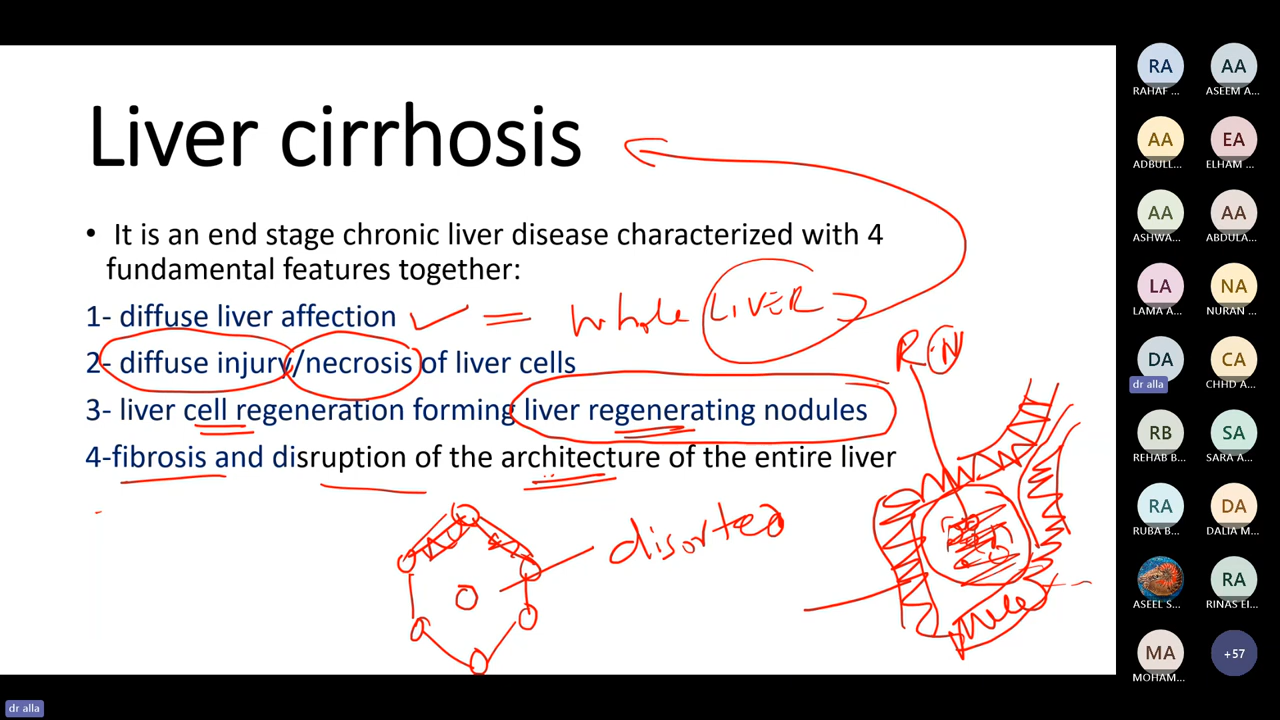 Liver cirrhosis
• It is an end stage chronic liver disease characterized with 4
fundamental features together:
1- diffuse liver affection = whole LIVER
2- diffuse injury/necrosis of liver cells
RN
3- liver cell regeneration forming liver regenerating nodules
4-fibrosis and disruption of the architecture of the entire liver
disorted
RA
RAHAF ...
AA
ASEEM A...
AA
ADBULL...
EA
ELHAM ...
AA
ASHWA...
AA
ABDULA...
LA
LAMA A...
NA
NURAN ...
DA
dr alla
CA
CHHD A...
RB
REHAB B...
SA
SARA A...
RA
RUBA B...
DA
DALIA M...
ASEEL S...
RA
RINAS EI...
MA
MOHAM...
+57
dr alla